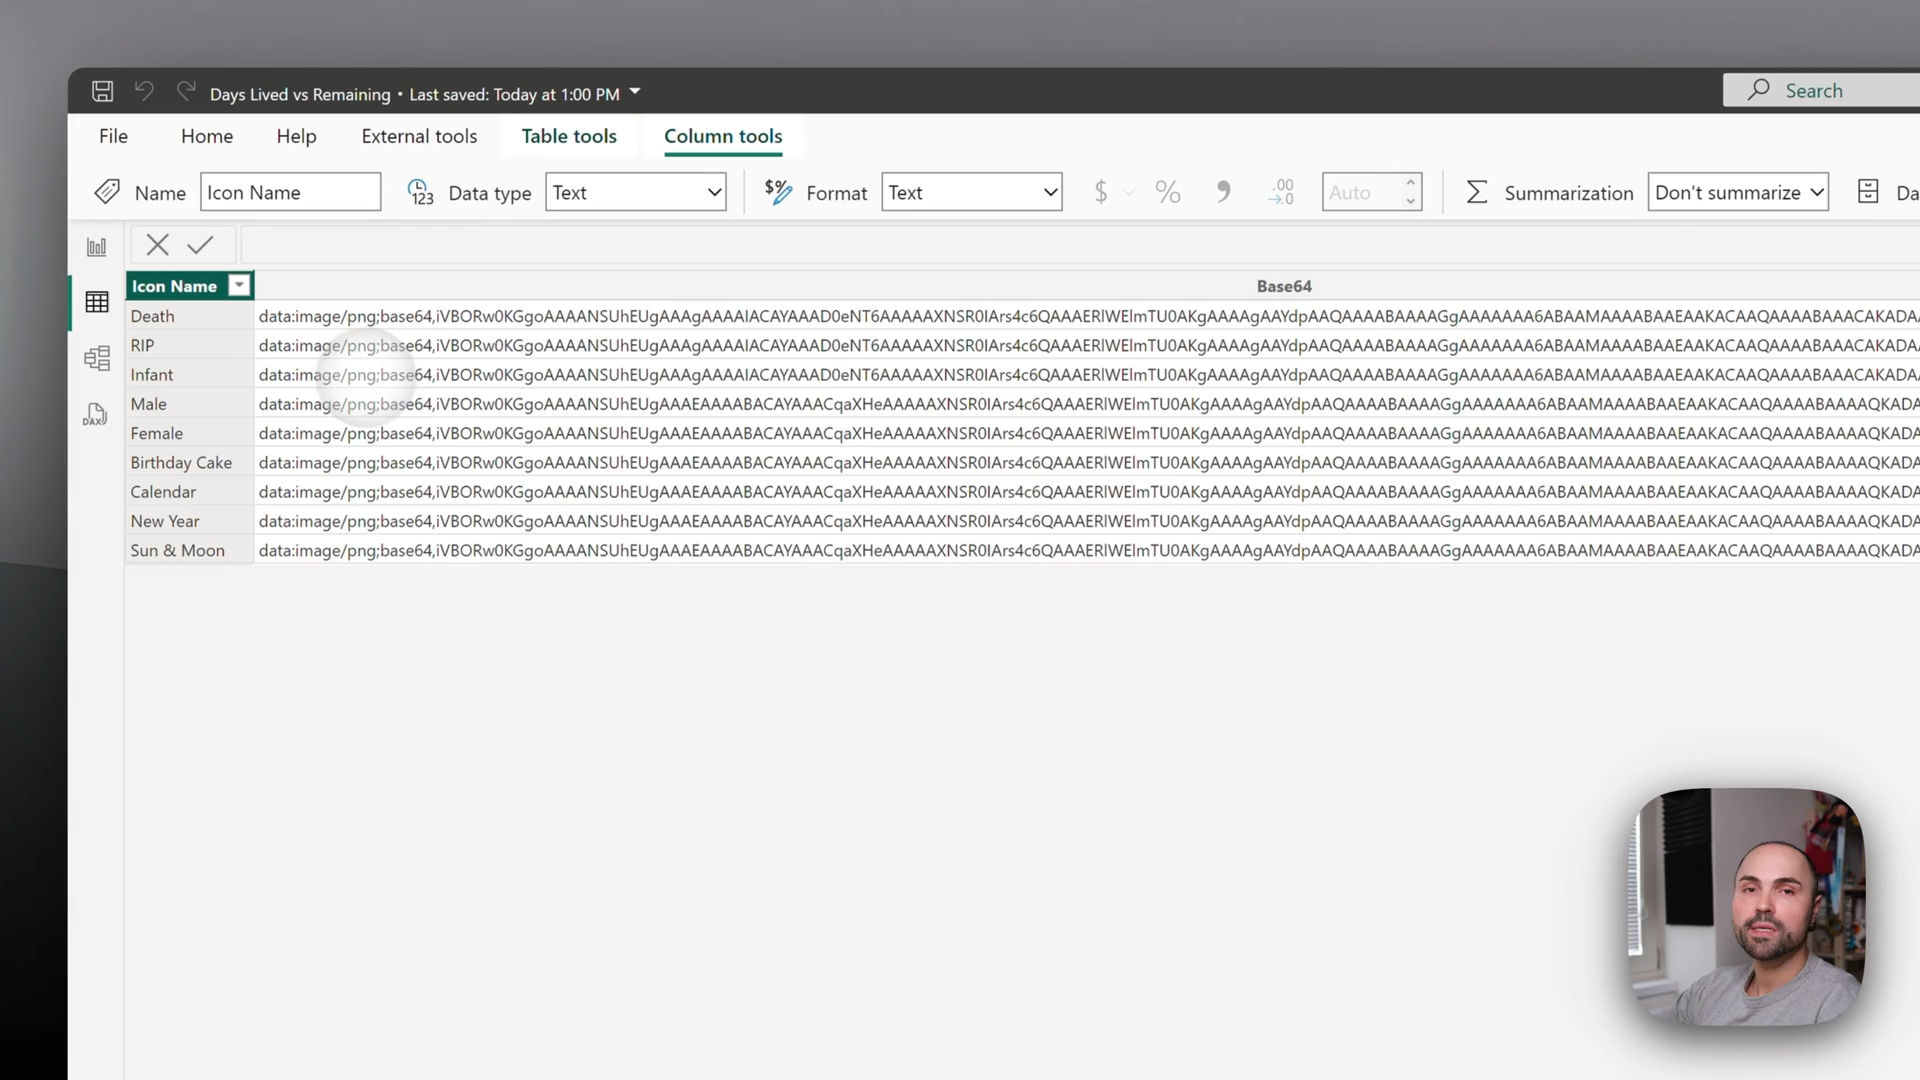 Days Lived vs Remaining • Last saved: Today at 1:00 PM
Search
File Home Help External tools Table tools Column tools
Name Icon Name Data type Text Format Text $ % Auto Summarization Don't summarize
Icon Name Base64
Death data:image/png;base64,iVBORw0KGgoAAAANSUhEUgAAAgAAAAIACAYAAAD0eNT6AAAAAXNSR0IArs4c6QAAAERlWElmTU0AKgAAAAgAAYdpAAQAAAABAAAAGgAAAAAAA6ABAAMAAAABAAEAAKACAAQAAAABAAACAKADAA
RIP data:image/png;base64,iVBORw0KGgoAAAANSUhEUgAAAgAAAAIACAYAAAD0eNT6AAAAAXNSR0IArs4c6QAAAERlWElmTU0AKgAAAAgAAYdpAAQAAAABAAAAGgAAAAAAA6ABAAMAAAABAAEAAKACAAQAAAABAAACAKADAA
Infant data:image/png;base64,iVBORw0KGgoAAAANSUhEUgAAAgAAAAIACAYAAAD0eNT6AAAAAXNSR0IArs4c6QAAAERlWElmTU0AKgAAAAgAAYdpAAQAAAABAAAAGgAAAAAAA6ABAAMAAAABAAEAAKACAAQAAAABAAACAKADAA
Male data:image/png;base64,iVBORw0KGgoAAAANSUhEUgAAAEAAAABACAYAAACqaXHeAAAAAXNSR0IArs4c6QAAAERlWElmTU0AKgAAAAgAAYdpAAQAAAABAAAAGgAAAAAAA6ABAAMAAAABAAEAAKACAAQAAAABAAAAQKADA
Female data:image/png;base64,iVBORw0KGgoAAAANSUhEUgAAAEAAAABACAYAAACqaXHeAAAAAXNSR0IArs4c6QAAAERlWElmTU0AKgAAAAgAAYdpAAQAAAABAAAAGgAAAAAAA6ABAAMAAAABAAEAAKACAAQAAAABAAAAQKADA
Birthday Cake data:image/png;base64,iVBORw0KGgoAAAANSUhEUgAAAEAAAABACAYAAACqaXHeAAAAAXNSR0IArs4c6QAAAERlWElmTU0AKgAAAAgAAYdpAAQAAAABAAAAGgAAAAAAA6ABAAMAAAABAAEAAKACAAQAAAABAAAAQKADA
Calendar data:image/png;base64,iVBORw0KGgoAAAANSUhEUgAAAEAAAABACAYAAACqaXHeAAAAAXNSR0IArs4c6QAAAERlWElmTU0AKgAAAAgAAYdpAAQAAAABAAAAGgAAAAAAA6ABAAMAAAABAAEAAKACAAQAAAABAAAAQKADA
New Year data:image/png;base64,iVBORw0KGgoAAAANSUhEUgAAAEAAAABACAYAAACqaXHeAAAAAXNSR0IArs4c6QAAAERlWElmTU0AKgAAAAgAAYdpAAQAAAABAAAAGgAAAAAAA6ABAAMAAAABAAEAAKACAAQAAAABAAAAQKADA
Sun & Moon data:image/png;base64,iVBORw0KGgoAAAANSUhEUgAAAEAAAABACAYAAACqaXHeAAAAAXNSR0IArs4c6QAAAERlWElmTU0AKgAAAAgAAYdpAAQAAAABAAAAGgAAAAAAA6ABAAMAAAABAAEAAKACAAQAAAABAAAAQKADA
DAX